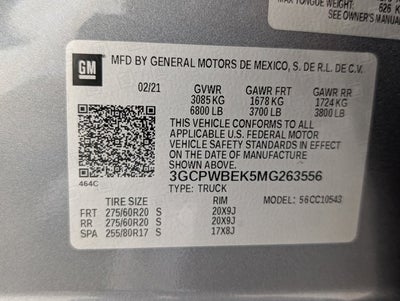 MAX TONGUE WEIGHT:
626 K
SEE OWNER'S MANUA
GM
MFD BY GENERAL MOTORS DE MEXICO, S. DE R.L. DE C.V.
02/21 GVWR GAWR FRT GAWR RR
3085 KG 1678 KG 1724 KG
6800 LB 3700 LB 3800 LB
THIS VEHICLE CONFORMS TO ALL
APPLICABLE U.S. FEDERAL MOTOR
VEHICLE SAFETY STANDARDS IN EFFECT ON THE DATE OF MANUFACTURE
SHOWN ABOVE.
3GCPWBEK5MG263556
464C
TYPE: TRUCK MODEL: 56CC10543
TIRE SIZE RIM
FRT 275/60R20 S 20X9J
RR 275/60R20 S 20X9J
SPA 255/80R17 S 17X8J